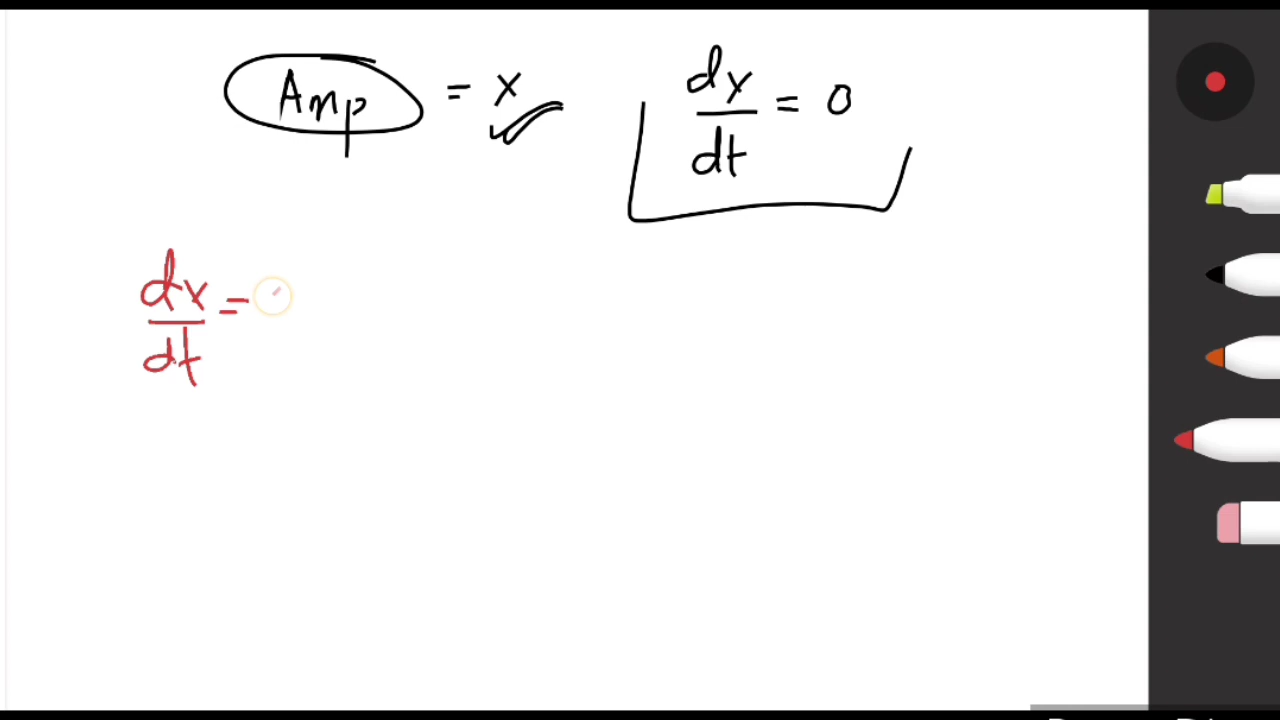 Amp = x dx/dt = 0
dx/dt =